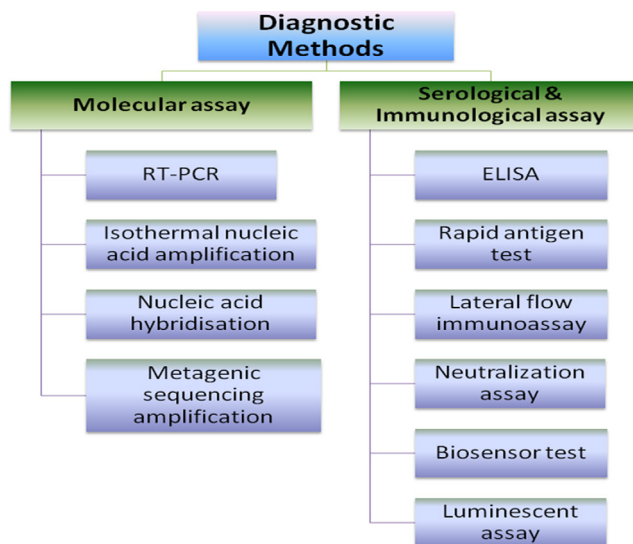 Diagnostic
Methods
Molecular assay
RT-PCR
Isothermal nucleic
acid amplification
Nucleic acid
hybridisation
Metagenic
sequencing
amplification
Serological &
Immunological assay
ELISA
Rapid antigen
test
Lateral flow
immunoassay
Neutralization
assay
Biosensor test
Luminescent
assay